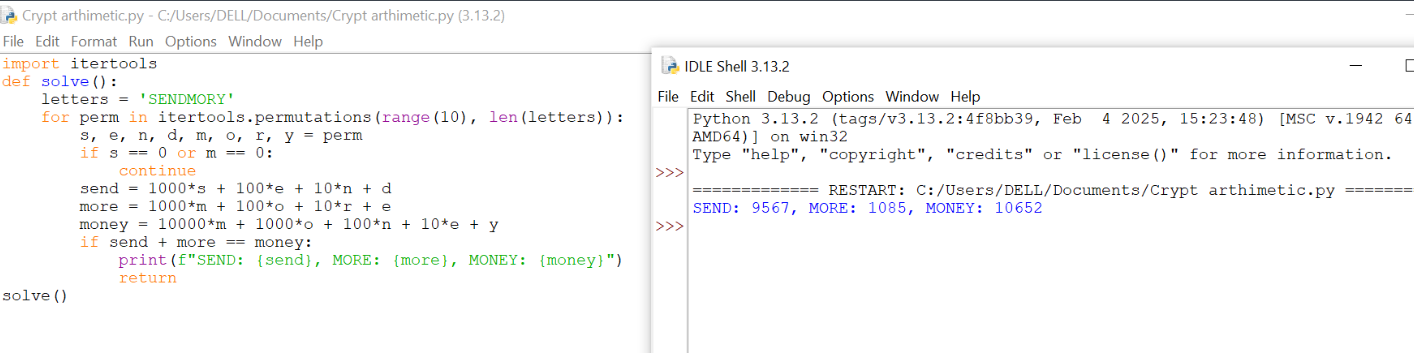 Crypt arthimetic.py - C:/Users/DELL/Documents/Crypt arthimetic.py (3.13.2)
File Edit Format Run Options Window Help
import itertools
def solve():
    letters = 'SENDMORY'
    for perm in itertools.permutations(range(10), len(letters)):
        s, e, n, d, m, o, r, y = perm
        if s == 0 or m == 0:
            continue
        send = 1000*s + 100*e + 10*n + d
        more = 1000*m + 100*o + 10*r + e
        money = 10000*m + 1000*o + 100*n + 10*e + y
        if send + more == money:
            print(f"SEND: {send}, MORE: {more}, MONEY: {money}")
            return
solve()
IDLE Shell 3.13.2
File Edit Shell Debug Options Window Help
Python 3.13.2 (tags/v3.13.2:4f8bb39, Feb  4 2025, 15:23:48) [MSC v.1942 64
AMD64)] on win32
Type "help", "copyright", "credits" or "license()" for more information.
>>>
============= RESTART: C:/Users/DELL/Documents/Crypt arthimetic.py =======
SEND: 9567, MORE: 1085, MONEY: 10652
>>>